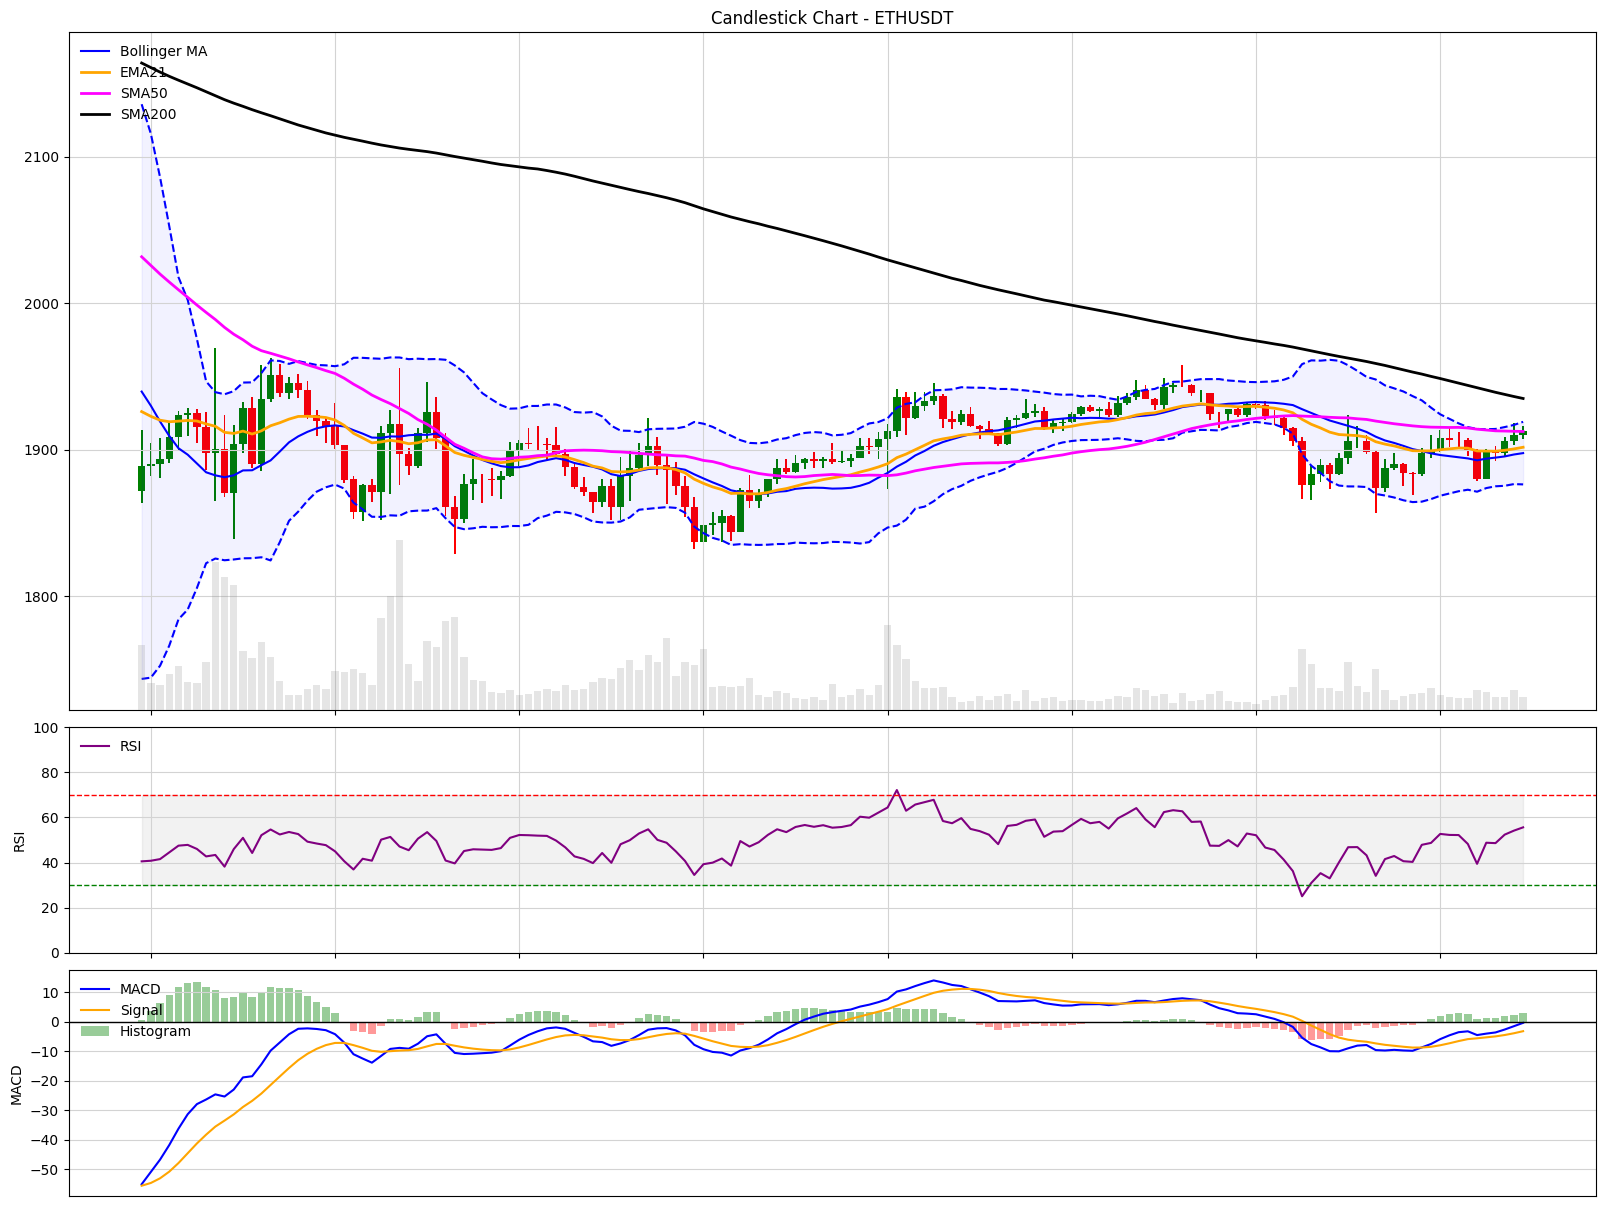 Candlestick Chart - ETHUSDT
Bollinger MA
EMA21
SMA50
SMA200
2100
2000
1900
1800
RSI
100
80
60
40
20
0
RSI
MACD
Signal
Histogram
10
0
−10
−20
−30
−40
−50
MACD